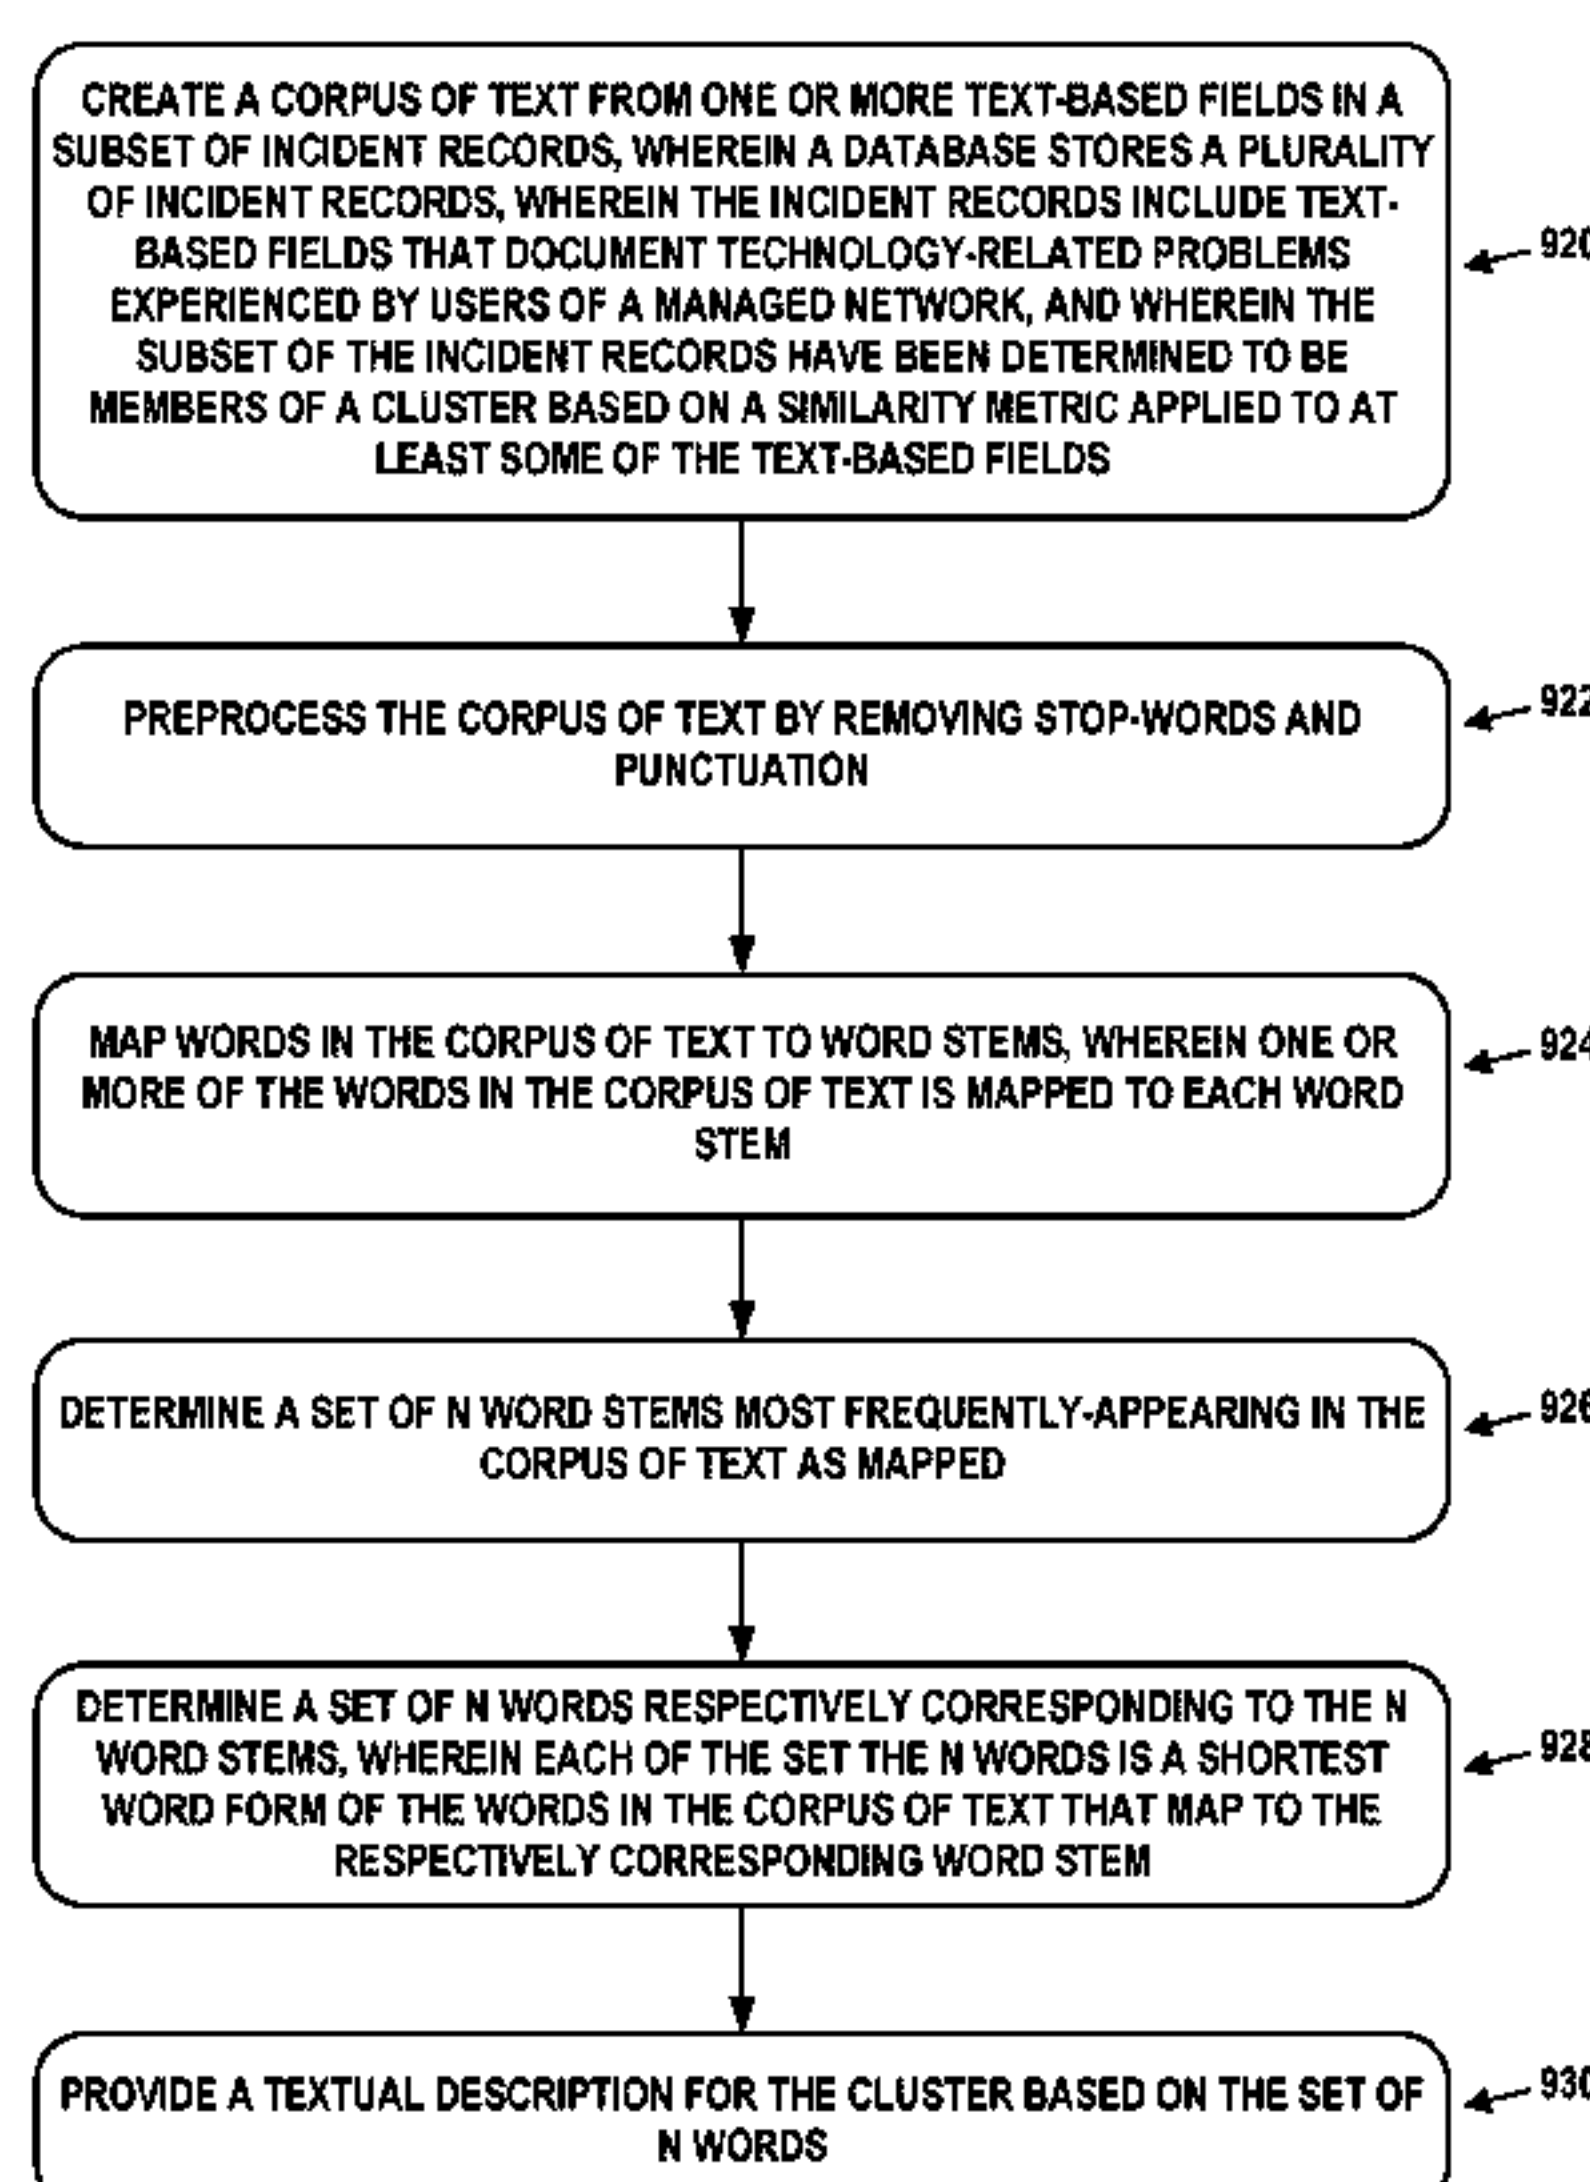 CREATE A CORPUS OF TEXT FROM ONE OR MORE TEXT-BASED FIELDS IN A
SUBSET OF INCIDENT RECORDS, WHEREIN A DATABASE STORES A PLURALITY
OF INCIDENT RECORDS, WHEREIN THE INCIDENT RECORDS INCLUDE TEXT-
BASED FIELDS THAT DOCUMENT TECHNOLOGY-RELATED PROBLEMS
EXPERIENCED BY USERS OF A MANAGED NETWORK, AND WHEREIN THE
SUBSET OF THE INCIDENT RECORDS HAVE BEEN DETERMINED TO BE
MEMBERS OF A CLUSTER BASED ON A SIMILARITY METRIC APPLIED TO AT
LEAST SOME OF THE TEXT-BASED FIELDS
920
PREPROCESS THE CORPUS OF TEXT BY REMOVING STOP-WORDS AND
PUNCTUATION
922
MAP WORDS IN THE CORPUS OF TEXT TO WORD STEMS, WHEREIN ONE OR
MORE OF THE WORDS IN THE CORPUS OF TEXT IS MAPPED TO EACH WORD
STEM
924
DETERMINE A SET OF N WORD STEMS MOST FREQUENTLY-APPEARING IN THE
CORPUS OF TEXT AS MAPPED
926
DETERMINE A SET OF N WORDS RESPECTIVELY CORRESPONDING TO THE N
WORD STEMS, WHEREIN EACH OF THE SET THE N WORDS IS A SHORTEST
WORD FORM OF THE WORDS IN THE CORPUS OF TEXT THAT MAP TO THE
RESPECTIVELY CORRESPONDING WORD STEM
928
PROVIDE A TEXTUAL DESCRIPTION FOR THE CLUSTER BASED ON THE SET OF
N WORDS
930